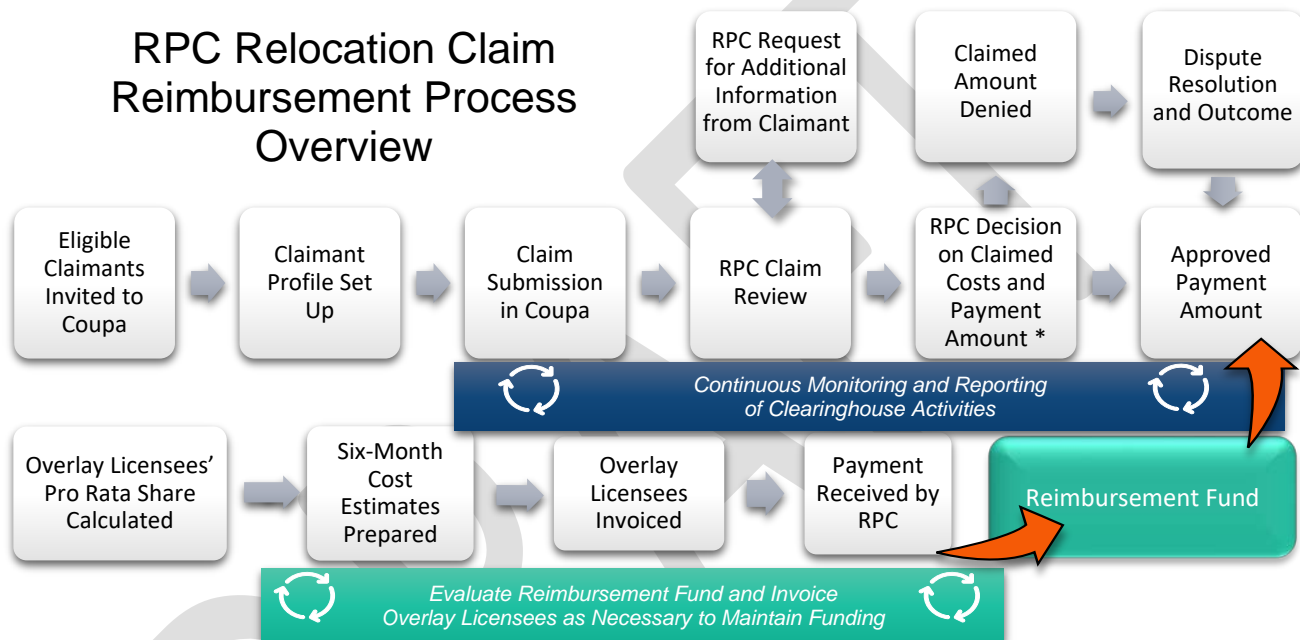 RPC Relocation Claim
Reimbursement Process
Overview
RPC Request
for Additional
Information
from Claimant
Claimed
Amount
Denied
Dispute
Resolution
and Outcome
Eligible
Claimants
Invited to
Coupa
Claimant
Profile Set
Up
Claim
Submission
in Coupa
RPC Claim
Review
RPC Decision
on Claimed
Costs and
Payment
Amount *
Approved
Payment
Amount
Continuous Monitoring and Reporting
of Clearinghouse Activities
Overlay Licensees’
Pro Rata Share
Calculated
Six-Month
Cost
Estimates
Prepared
Overlay
Licensees
Invoiced
Payment
Received by
RPC
Reimbursement Fund
Evaluate Reimbursement Fund and Invoice
Overlay Licensees as Necessary to Maintain Funding